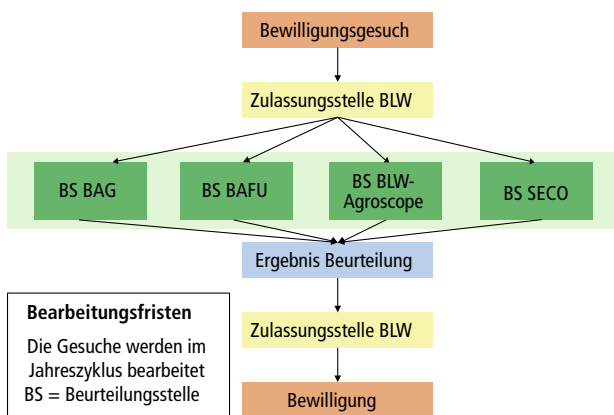 Bewilligungsgesuch
Zulassungsstelle BLW
BS BAG
BS BAFU
BS BLW-
Agroscope
BS SECO
Ergebnis Beurteilung
Zulassungsstelle BLW
Bewilligung
Bearbeitungsfristen
Die Gesuche werden im
Jahreszyklus bearbeitet
BS = Beurteilungsstelle